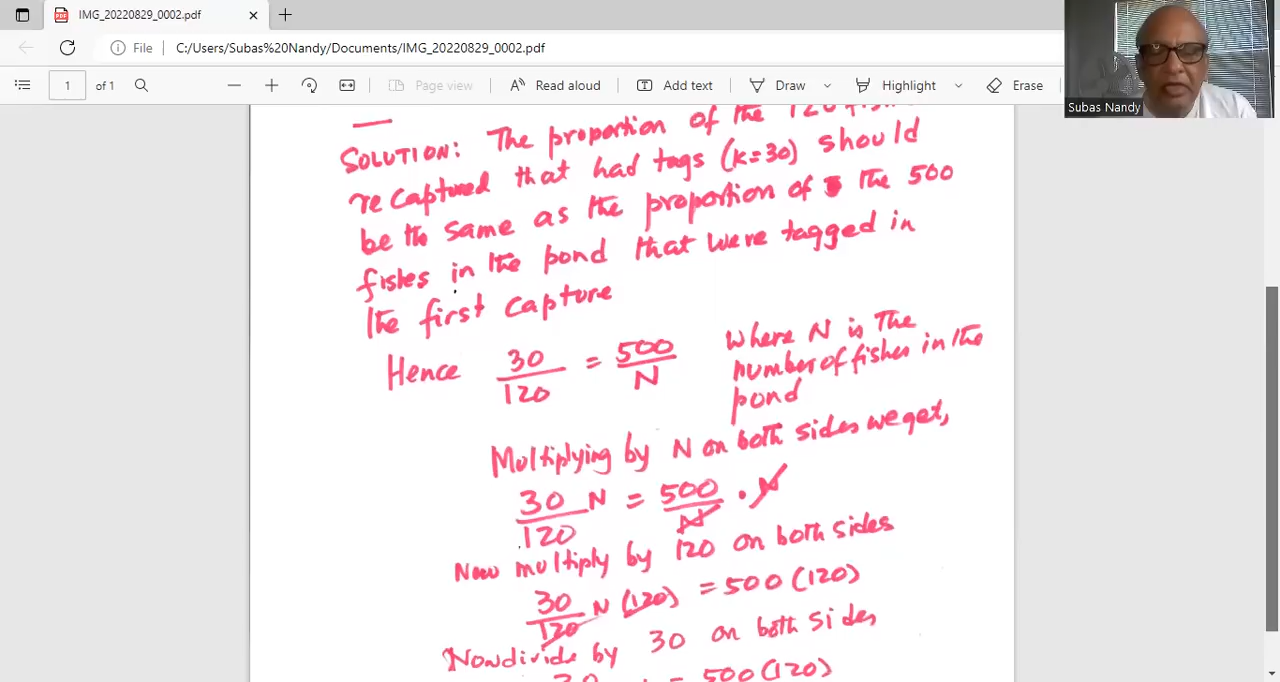 IMG_20220829_0002.pdf
File C:/Users/Subas%20Nandy/Documents/IMG_20220829_0002.pdf
1 of 1 Page view Read aloud Add text Draw Highlight Erase
Subas Nandy
SOLUTION: The proportion of the 120 fishes
recaptured that had tags (k=30) should
be the same as the proportion of the 500
fishes in the pond that were tagged in
the first capture
Hence 30/120 = 500/N where N is the
number of fishes in the
pond
Multiplying by N on both sides we get,
30/120 N = 500/N · N
Now multiply by 120 on both sides
30/120 N (120) = 500 (120)
Now divide by 30 on both sides
= 500 (120)